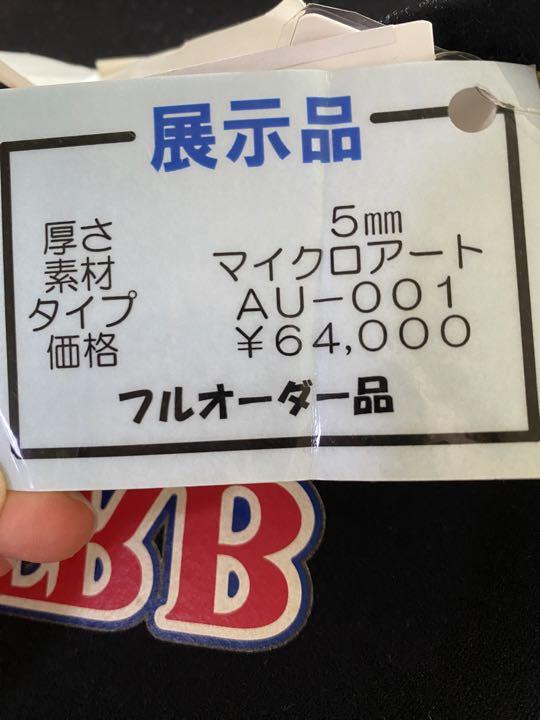 展示品
厚さ 5㎜
素材 マイクロアート
タイプ AU-001
価格 ¥64,000
フルオーダー品
BB